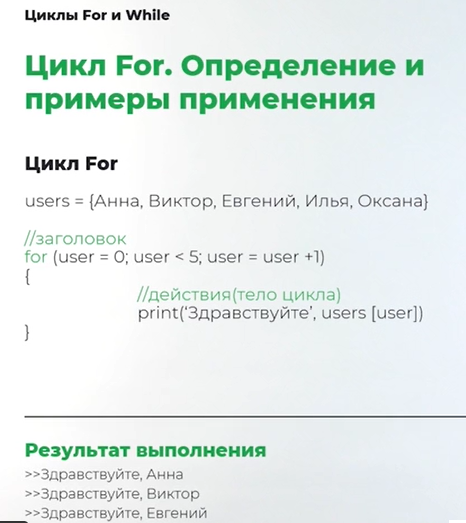 Циклы For и While
Цикл For. Определение и
примеры применения
Цикл For
users = {Анна, Виктор, Евгений, Илья, Оксана}
//заголовок
for (user = 0; user < 5; user = user +1)
{
//действия(тело цикла)
print(‘Здравствуйте’, users [user])
}
Результат выполнения
>>Здравствуйте, Анна
>>Здравствуйте, Виктор
>>Здравствуйте, Евгений